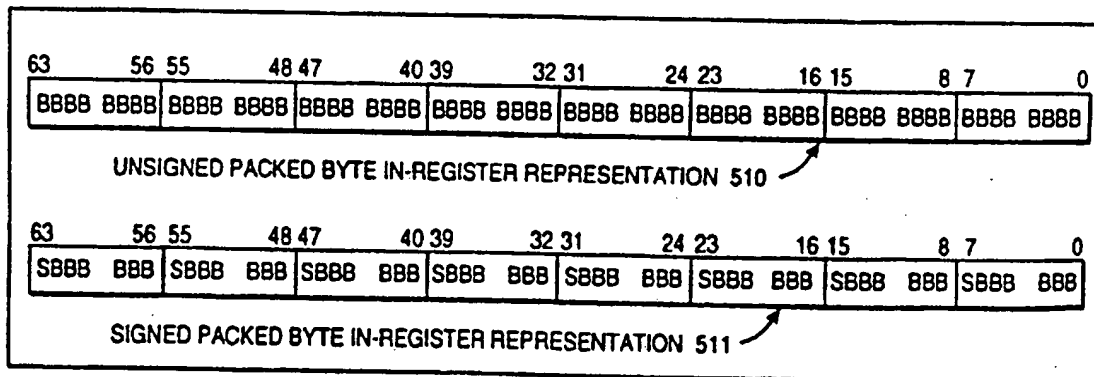 63 56 55 48 47 40 39 32 31 24 23 16 15 8 7 0
BBBB BBBB BBBB BBBB BBBB BBBB BBBB BBBB BBBB BBBB BBBB BBBB BBBB BBBB BBBB BBBB
UNSIGNED PACKED BYTE IN-REGISTER REPRESENTATION 510
63 56 55 48 47 40 39 32 31 24 23 16 15 8 7 0
SBBB BBB SBBB BBB SBBB BBB SBBB BBB SBBB BBB SBBB BBB SBBB BBB SBBB BBB
SIGNED PACKED BYTE IN-REGISTER REPRESENTATION 511